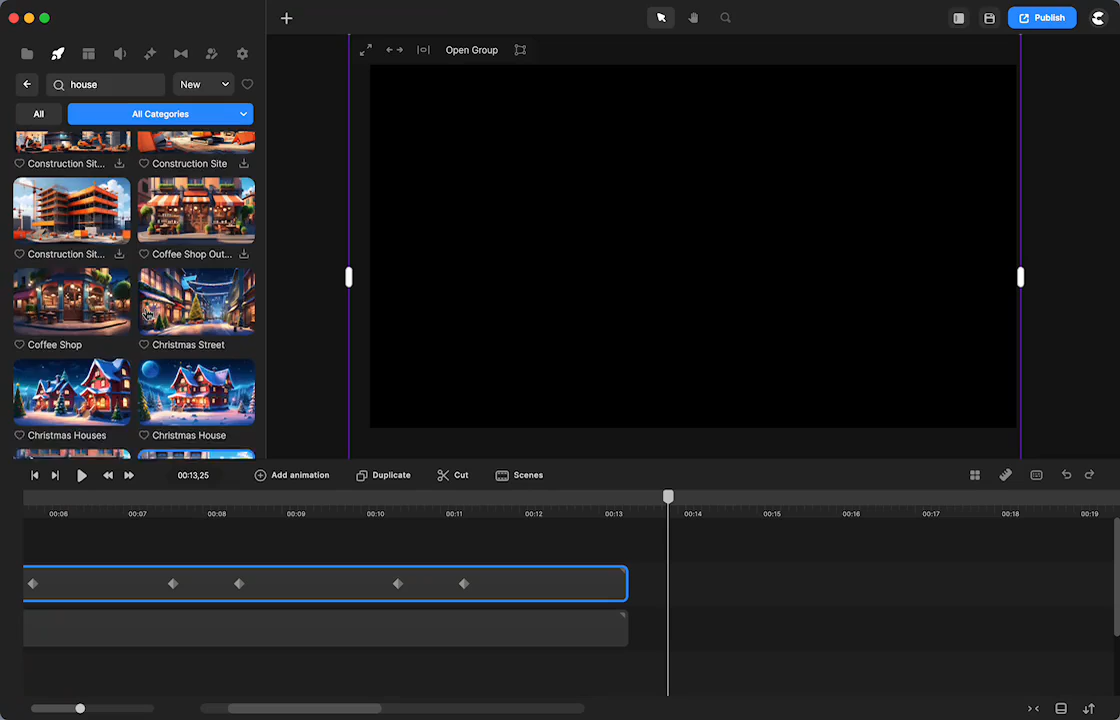 Publish
Open Group
house
New
All
All Categories
Construction Sit...
Construction Site
Construction Sit...
Coffee Shop Out...
Coffee Shop
Christmas Street
Christmas Houses
Christmas House
00:13,25
Add animation
Duplicate
Cut
Scenes
00:06 00:07 00:08 00:09 00:10 00:11 00:12 00:13 00:14 00:15 00:16 00:17 00:18 00:19